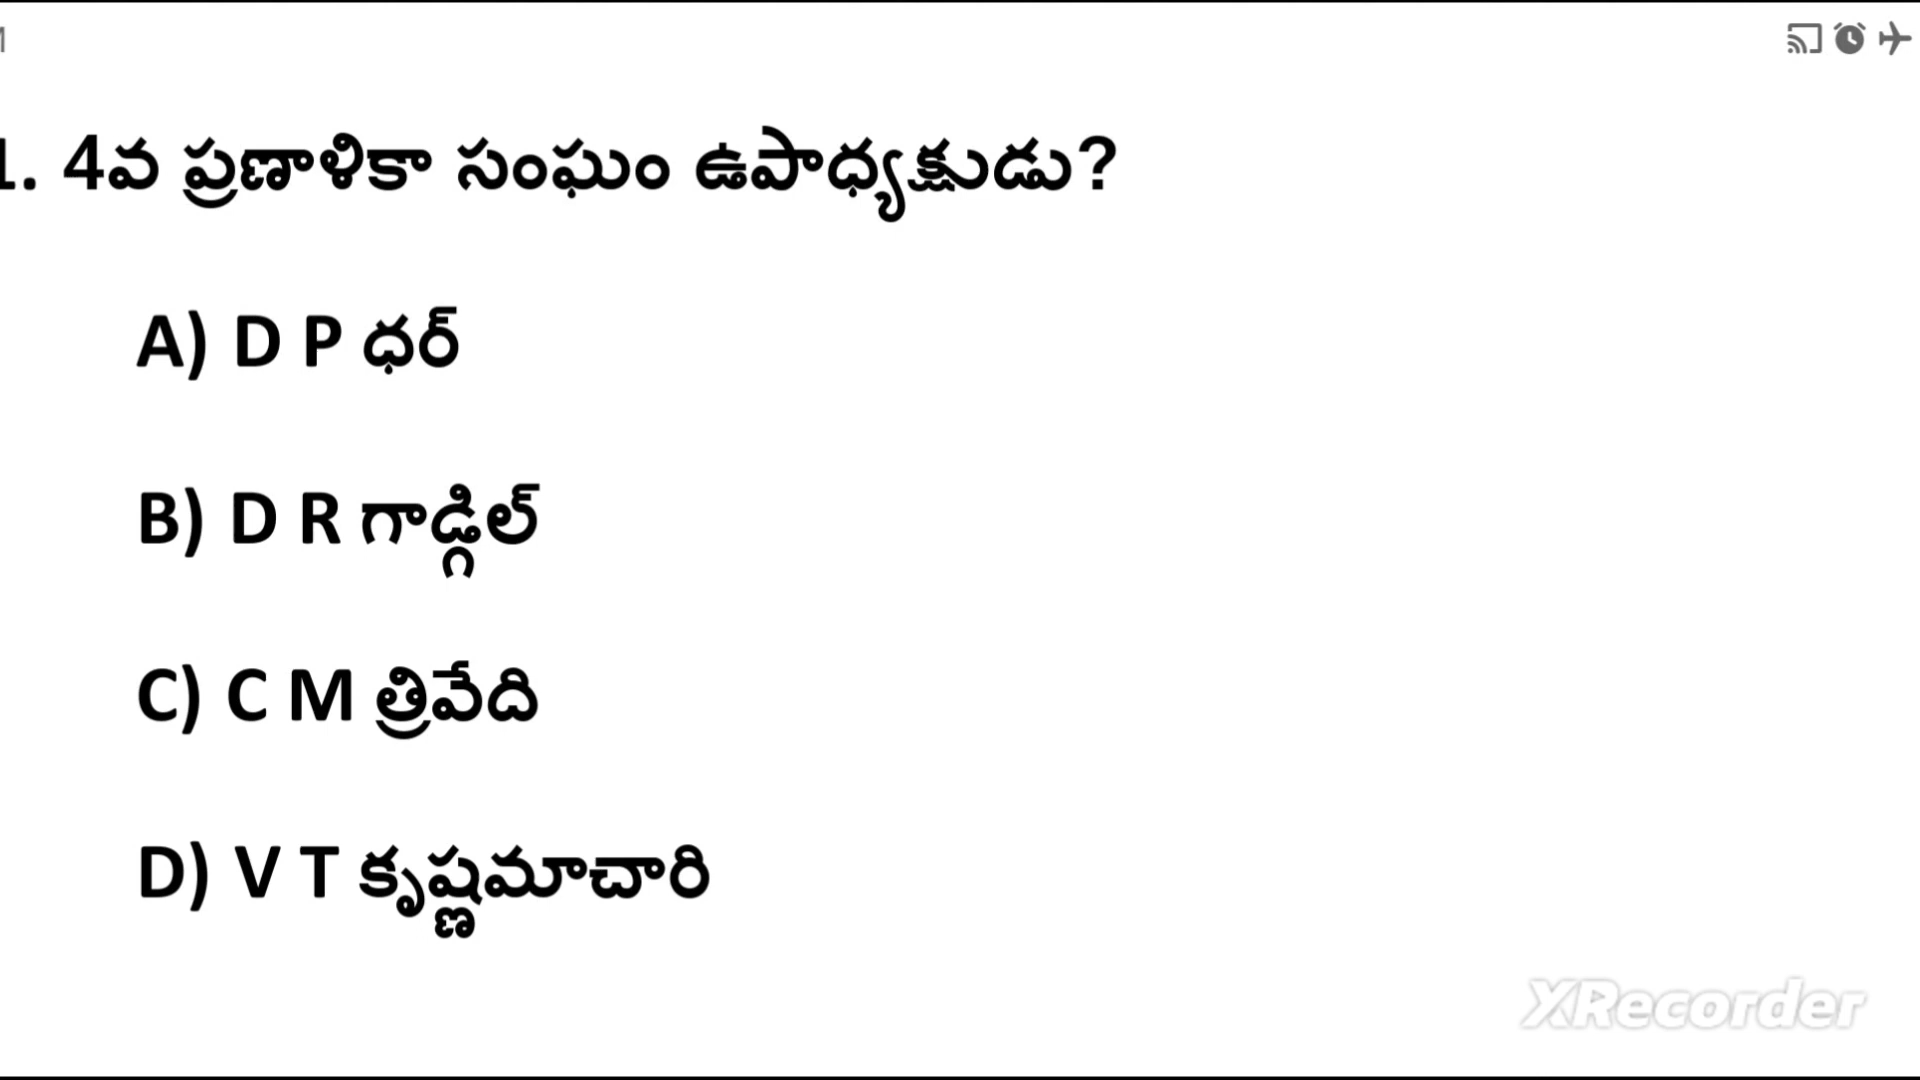 1. 4వ ప్రణాళికా సంఘం ఉపాధ్యక్షుడు?
A) D P ధర్
B) D R గాడ్గిల్
C) C M త్రివేది
D) V T కృష్ణమాచారి
XRecorder